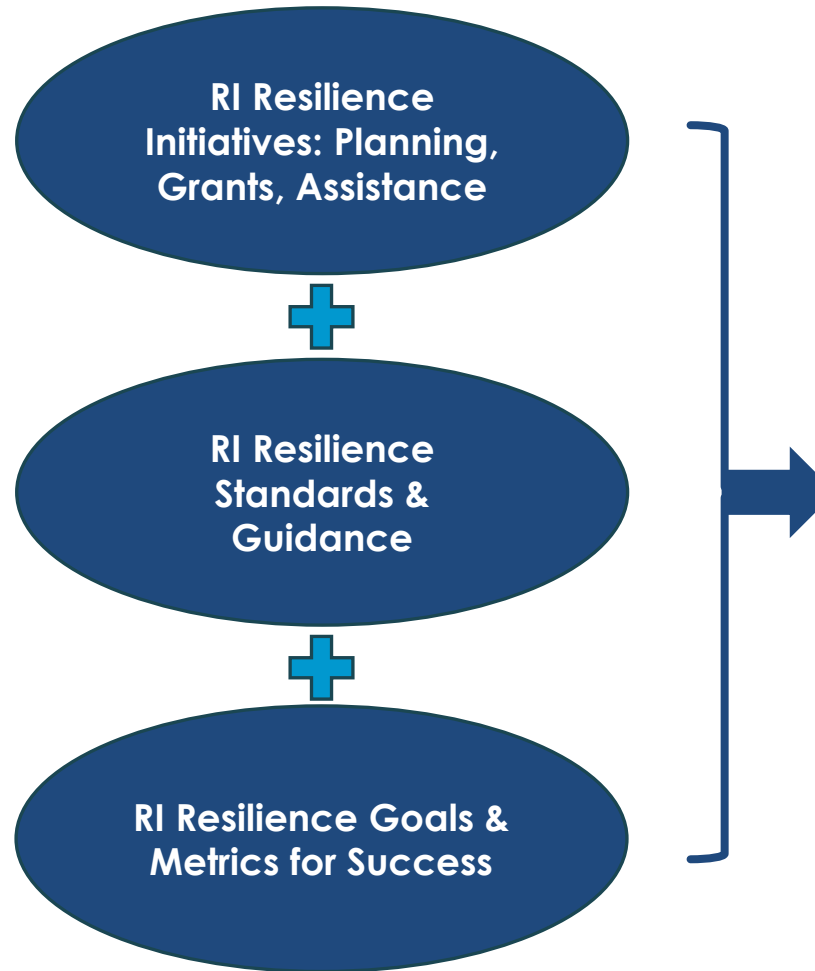 RI Resilience
Initiatives: Planning,
Grants, Assistance
RI Resilience
Standards &
Guidance
RI Resilience Goals &
Metrics for Success